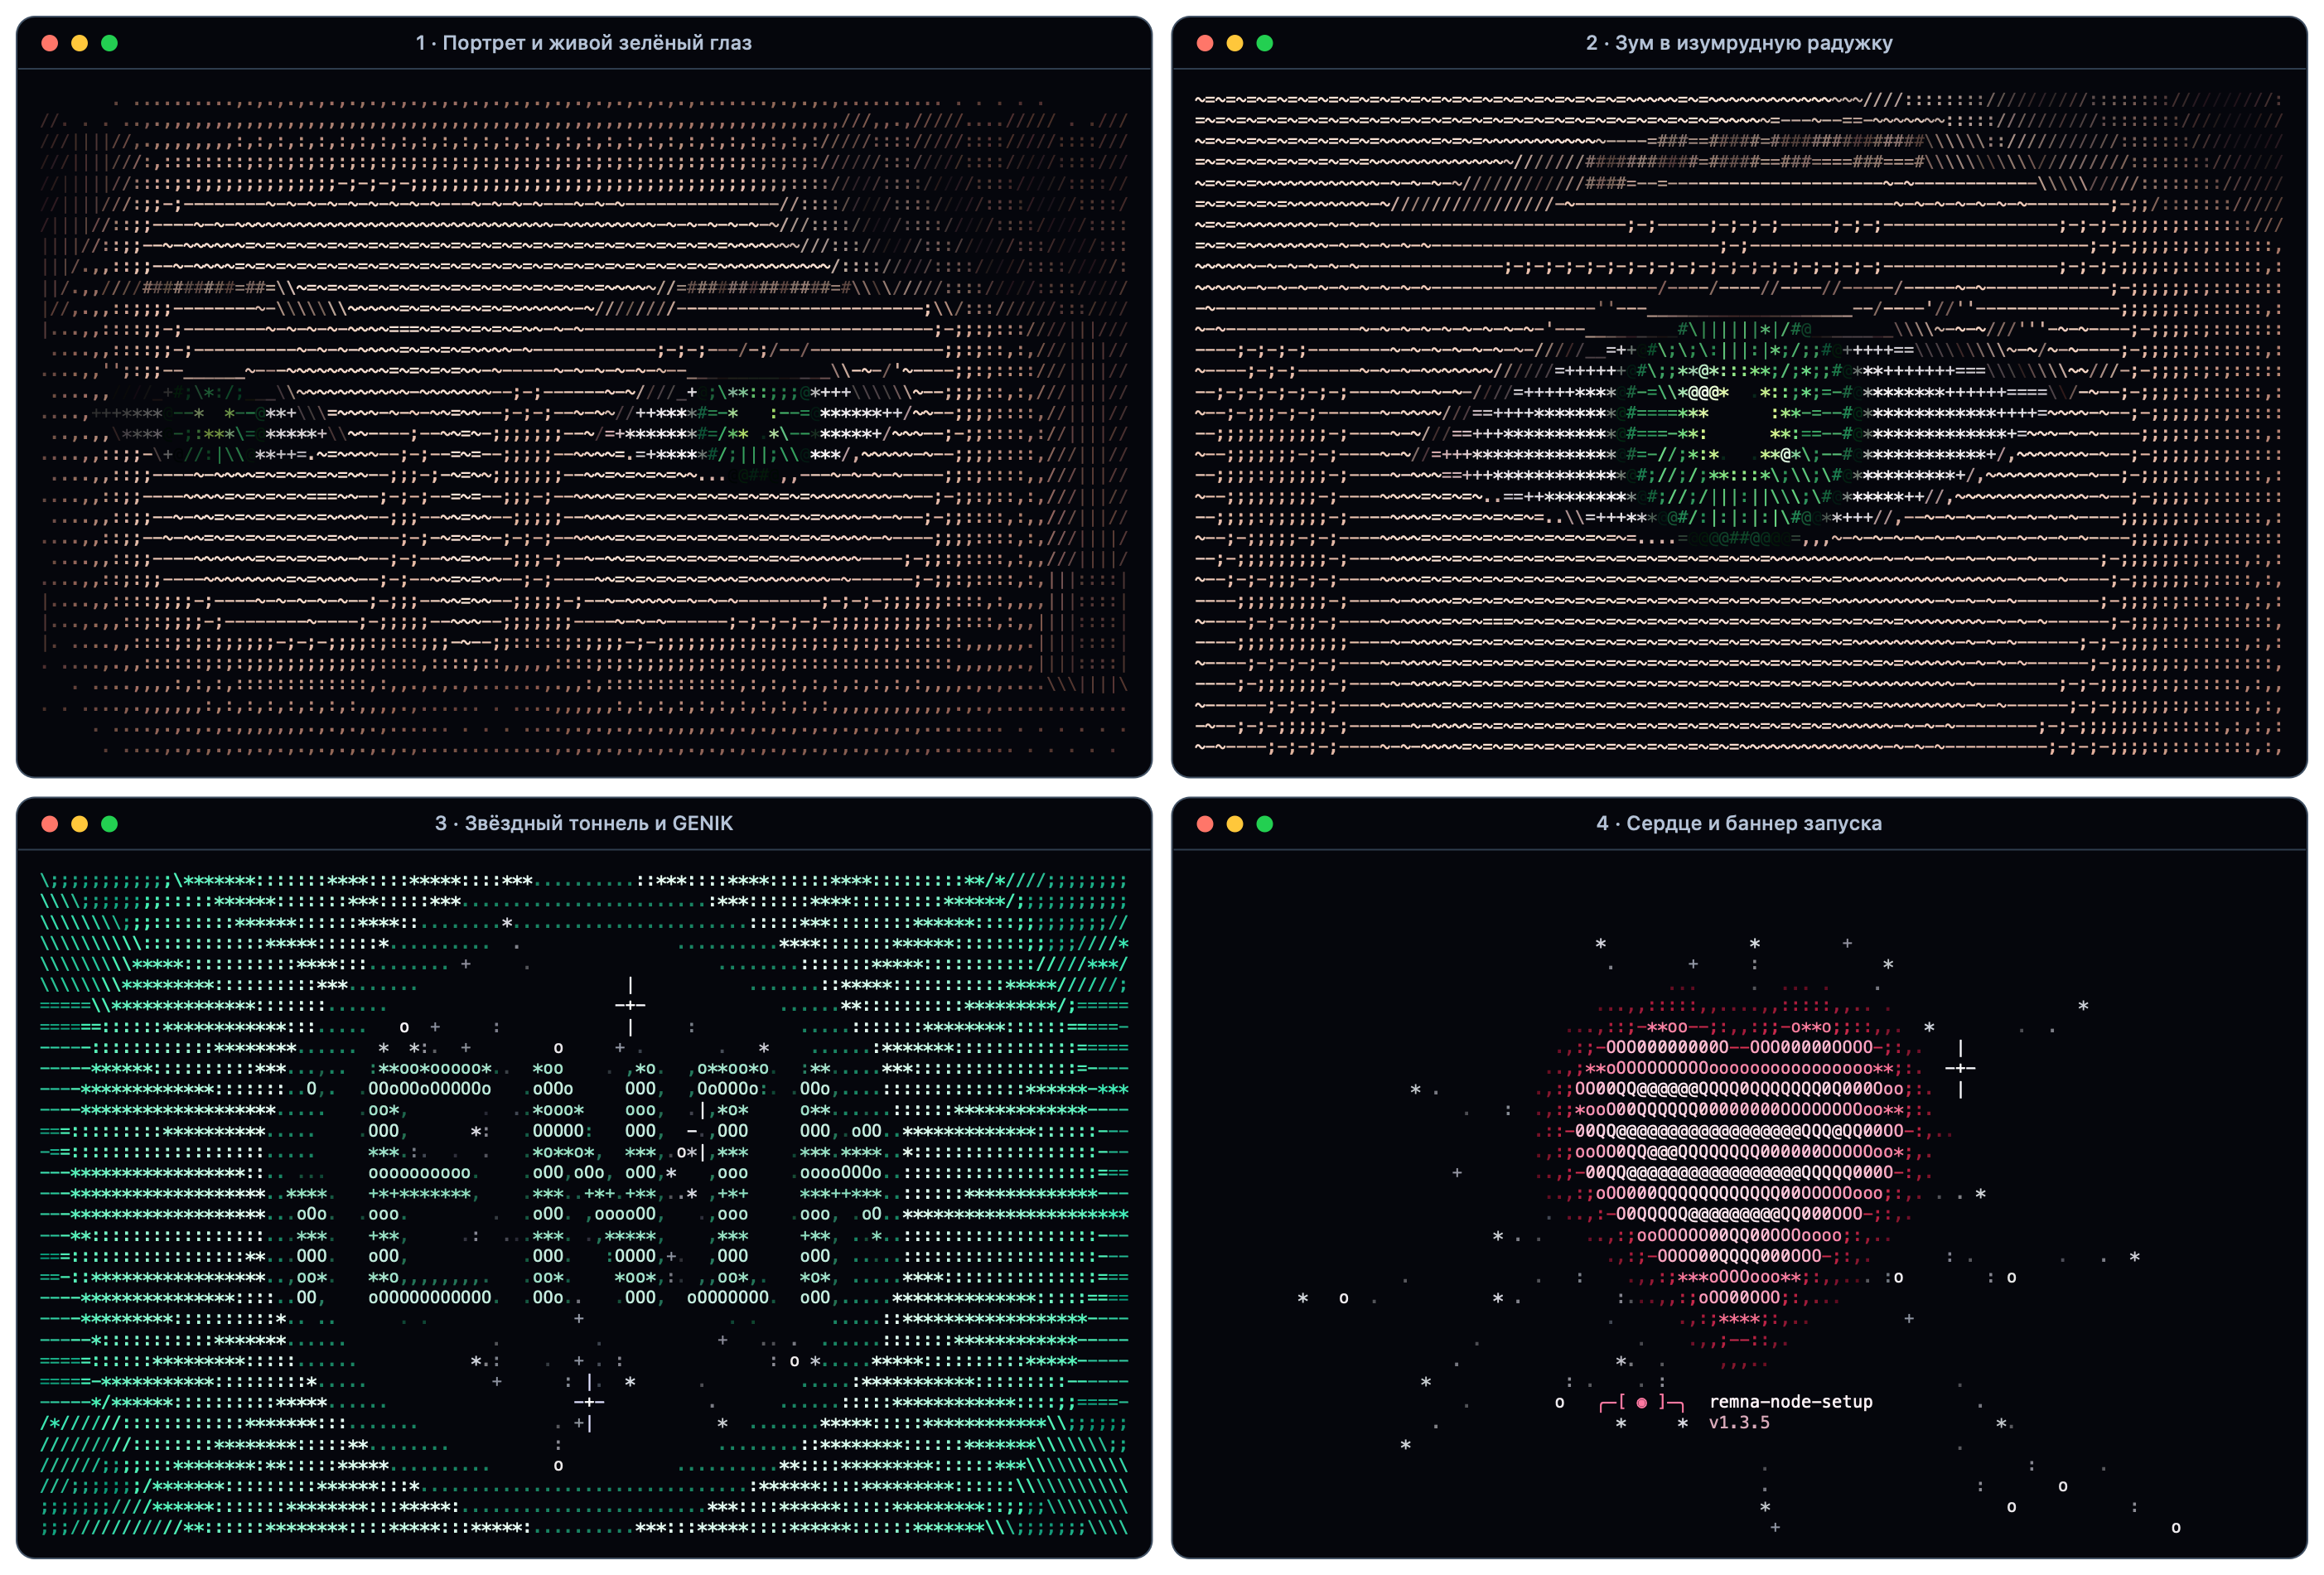 1 · Портрет и живой зелёный глаз
2 · Зум в изумрудную радужку
3 · Звёздный тоннель и GENIK
GENIK
4 · Сердце и баннер запуска
remna-node-setup
v1.3.5